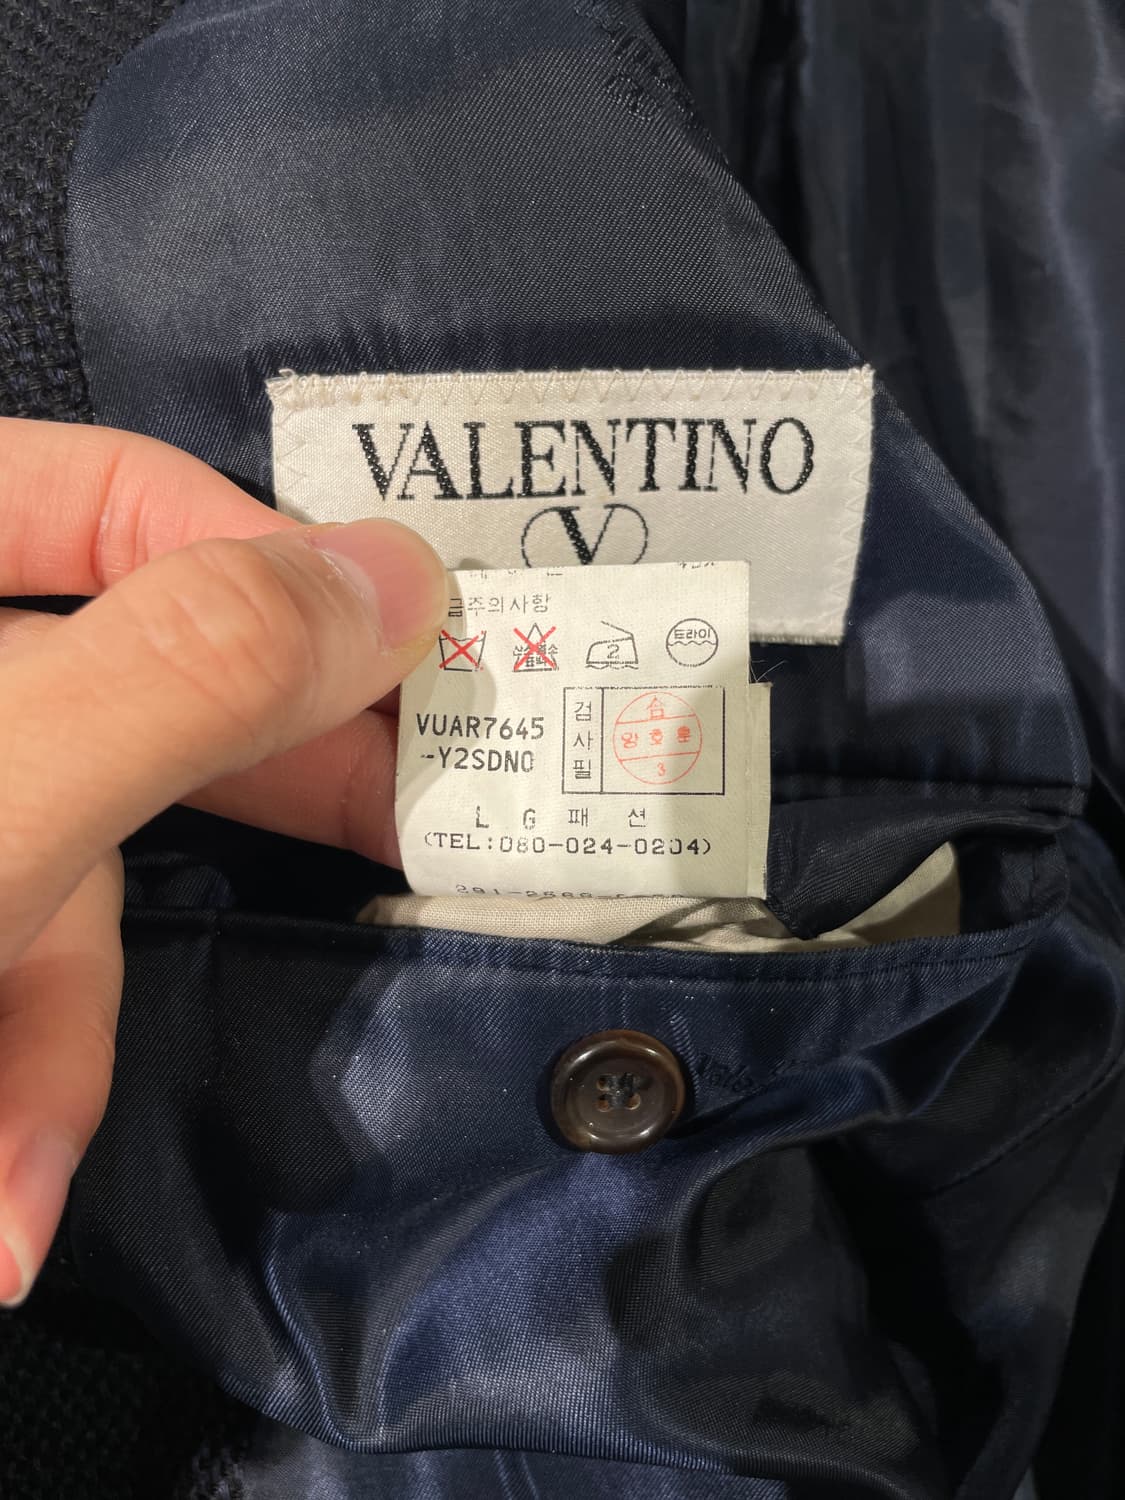 VALENTINO
V
금주의사항
2
드라이
VUAR7645
-Y2SDN0
검사필
3
L G 패 션
(TEL:080-024-0204)